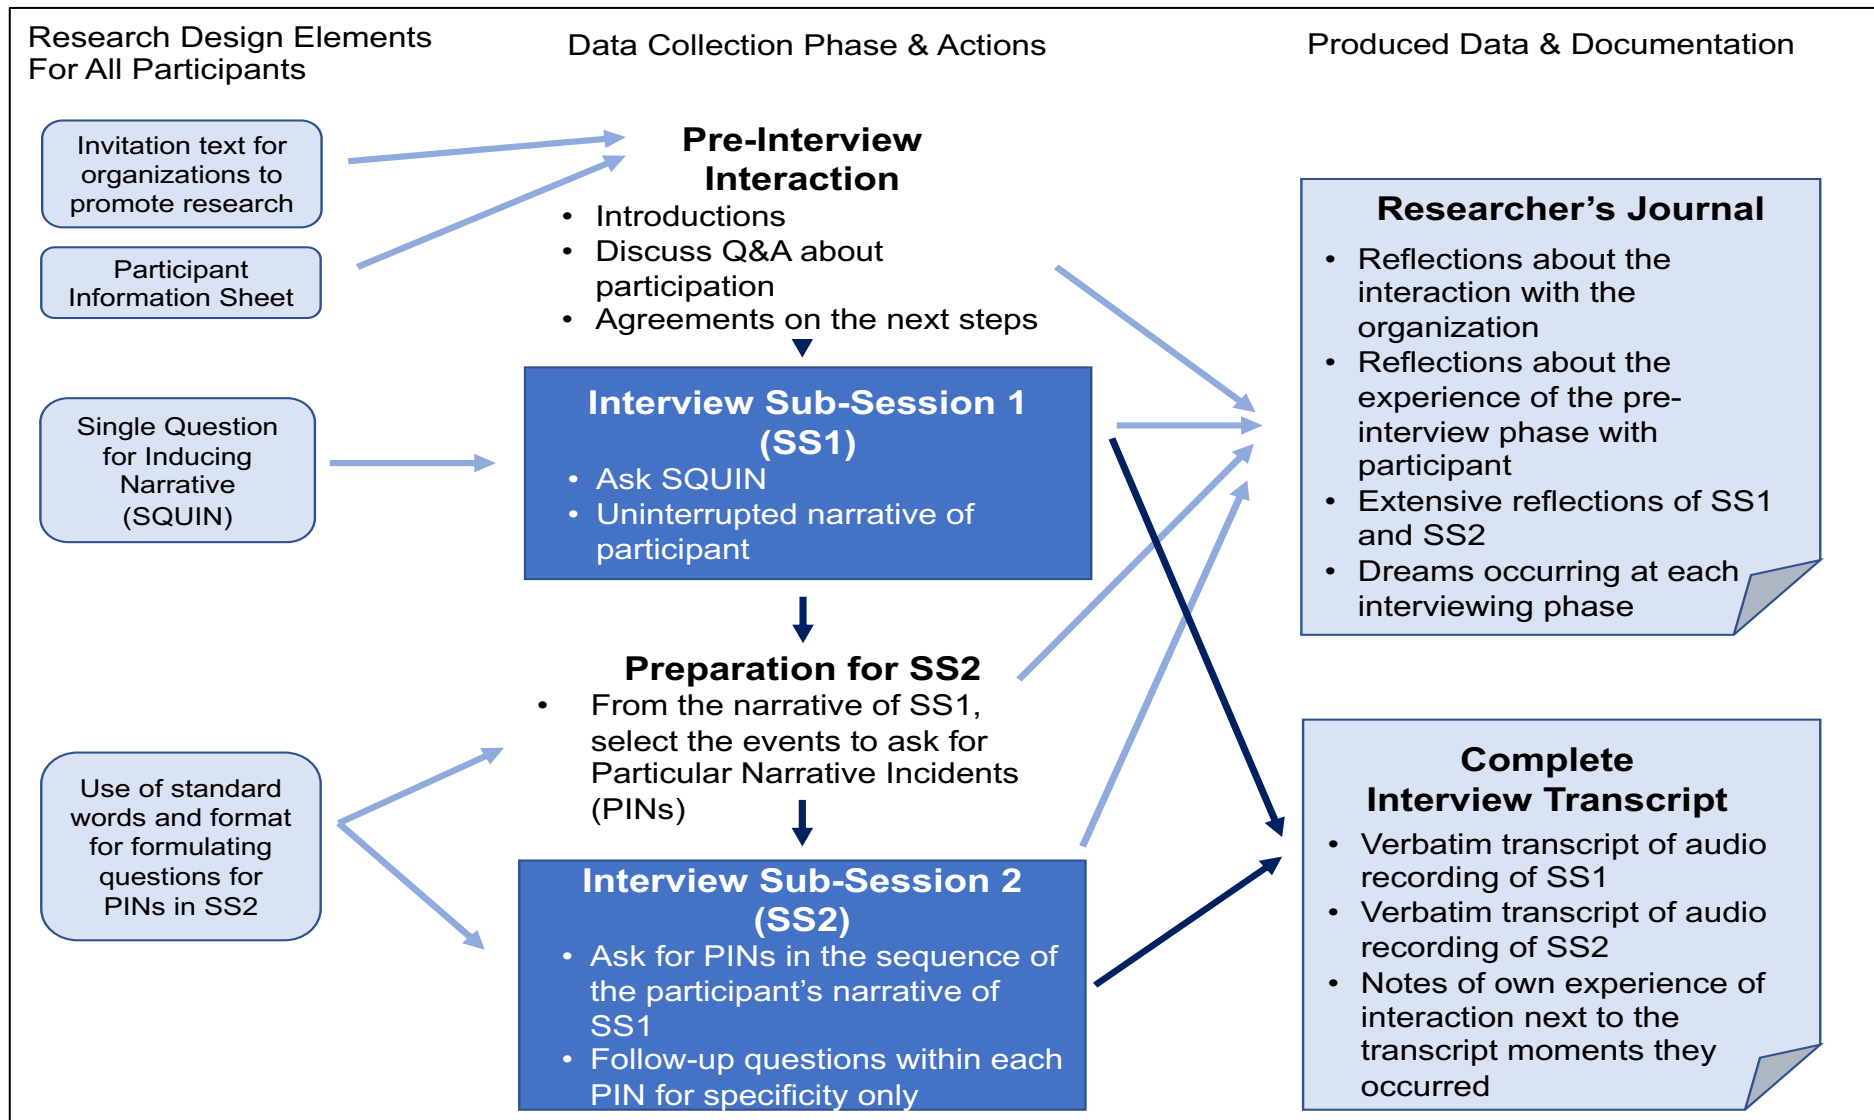 Research Design Elements
For All Participants
Data Collection Phase & Actions
Produced Data & Documentation
Invitation text for
organizations to
promote research
Participant
Information Sheet
Single Question
for Inducing
Narrative
(SQUIN)
Use of standard
words and format
for formulating
questions for
PINs in SS2
Pre-Interview
Interaction
• Introductions
• Discuss Q&A about
participation
• Agreements on the next steps
Interview Sub-Session 1
(SS1)
• Ask SQUIN
• Uninterrupted narrative of
participant
Preparation for SS2
• From the narrative of SS1,
select the events to ask for
Particular Narrative Incidents
(PINs)
Interview Sub-Session 2
(SS2)
• Ask for PINs in the sequence of
the participant’s narrative of
SS1
• Follow-up questions within each
PIN for specificity only
Researcher’s Journal
• Reflections about the
interaction with the
organization
• Reflections about the
experience of the pre-
interview phase with
participant
• Extensive reflections of SS1
and SS2
• Dreams occurring at each
interviewing phase
Complete
Interview Transcript
• Verbatim transcript of audio
recording of SS1
• Verbatim transcript of audio
recording of SS2
• Notes of own experience of
interaction next to the
transcript moments they
occurred